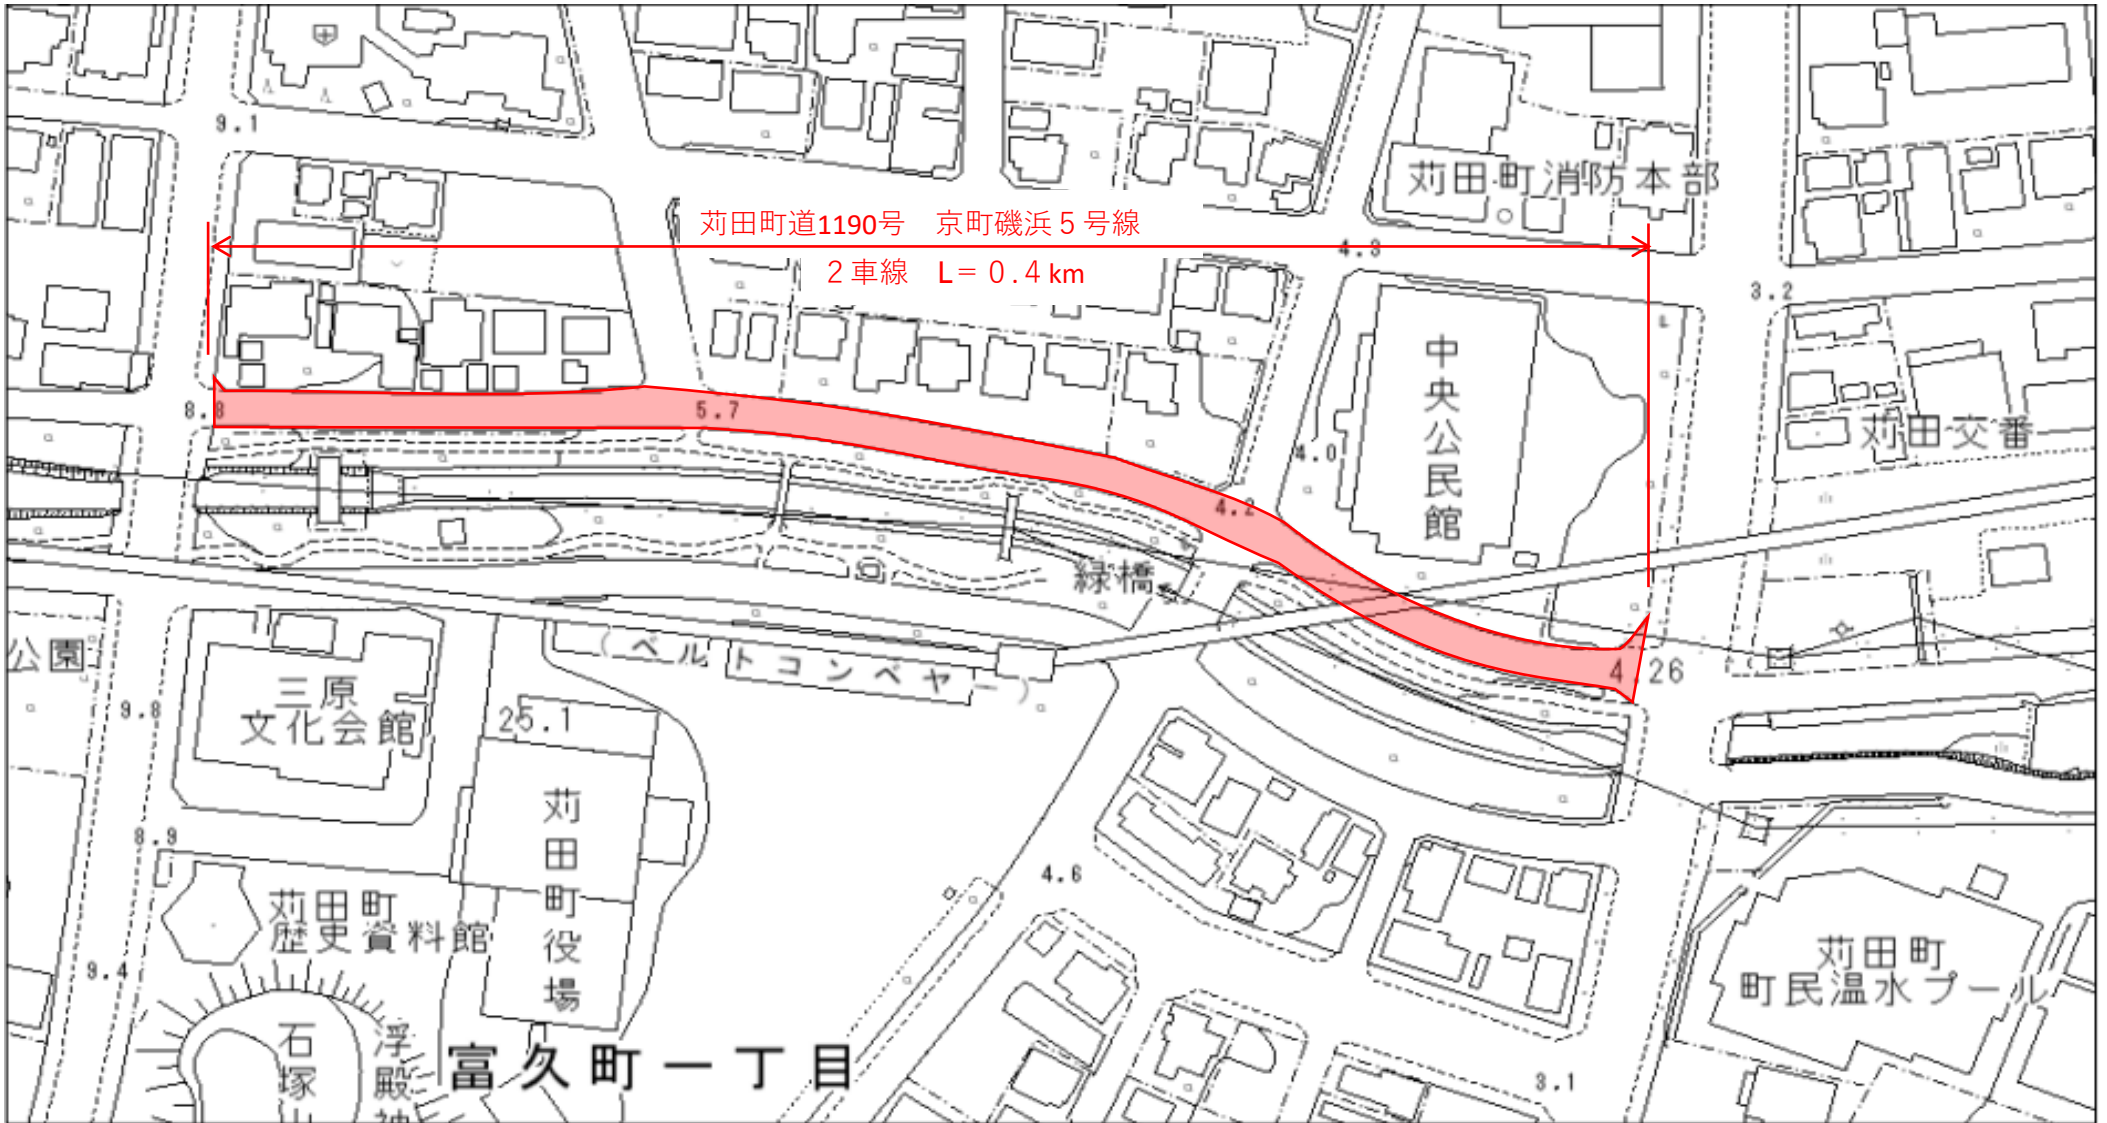 9.1
苅田町消防本部
苅田町道1190号　京町磯浜５号線
4.3
２車線　L=０.４km
3.2
中央公民館
8.8
5.7
苅田交番
4.0
4.2
緑橋
（ベルトコンベヤー）
公園
4.26
三原
文化会館
9.8
25.1
苅田町役場
8.9
4.6
苅田町
歴史資料館
苅田町
町民温水プール
9.4
石塚山
浮殿神
富久町一丁目
3.1